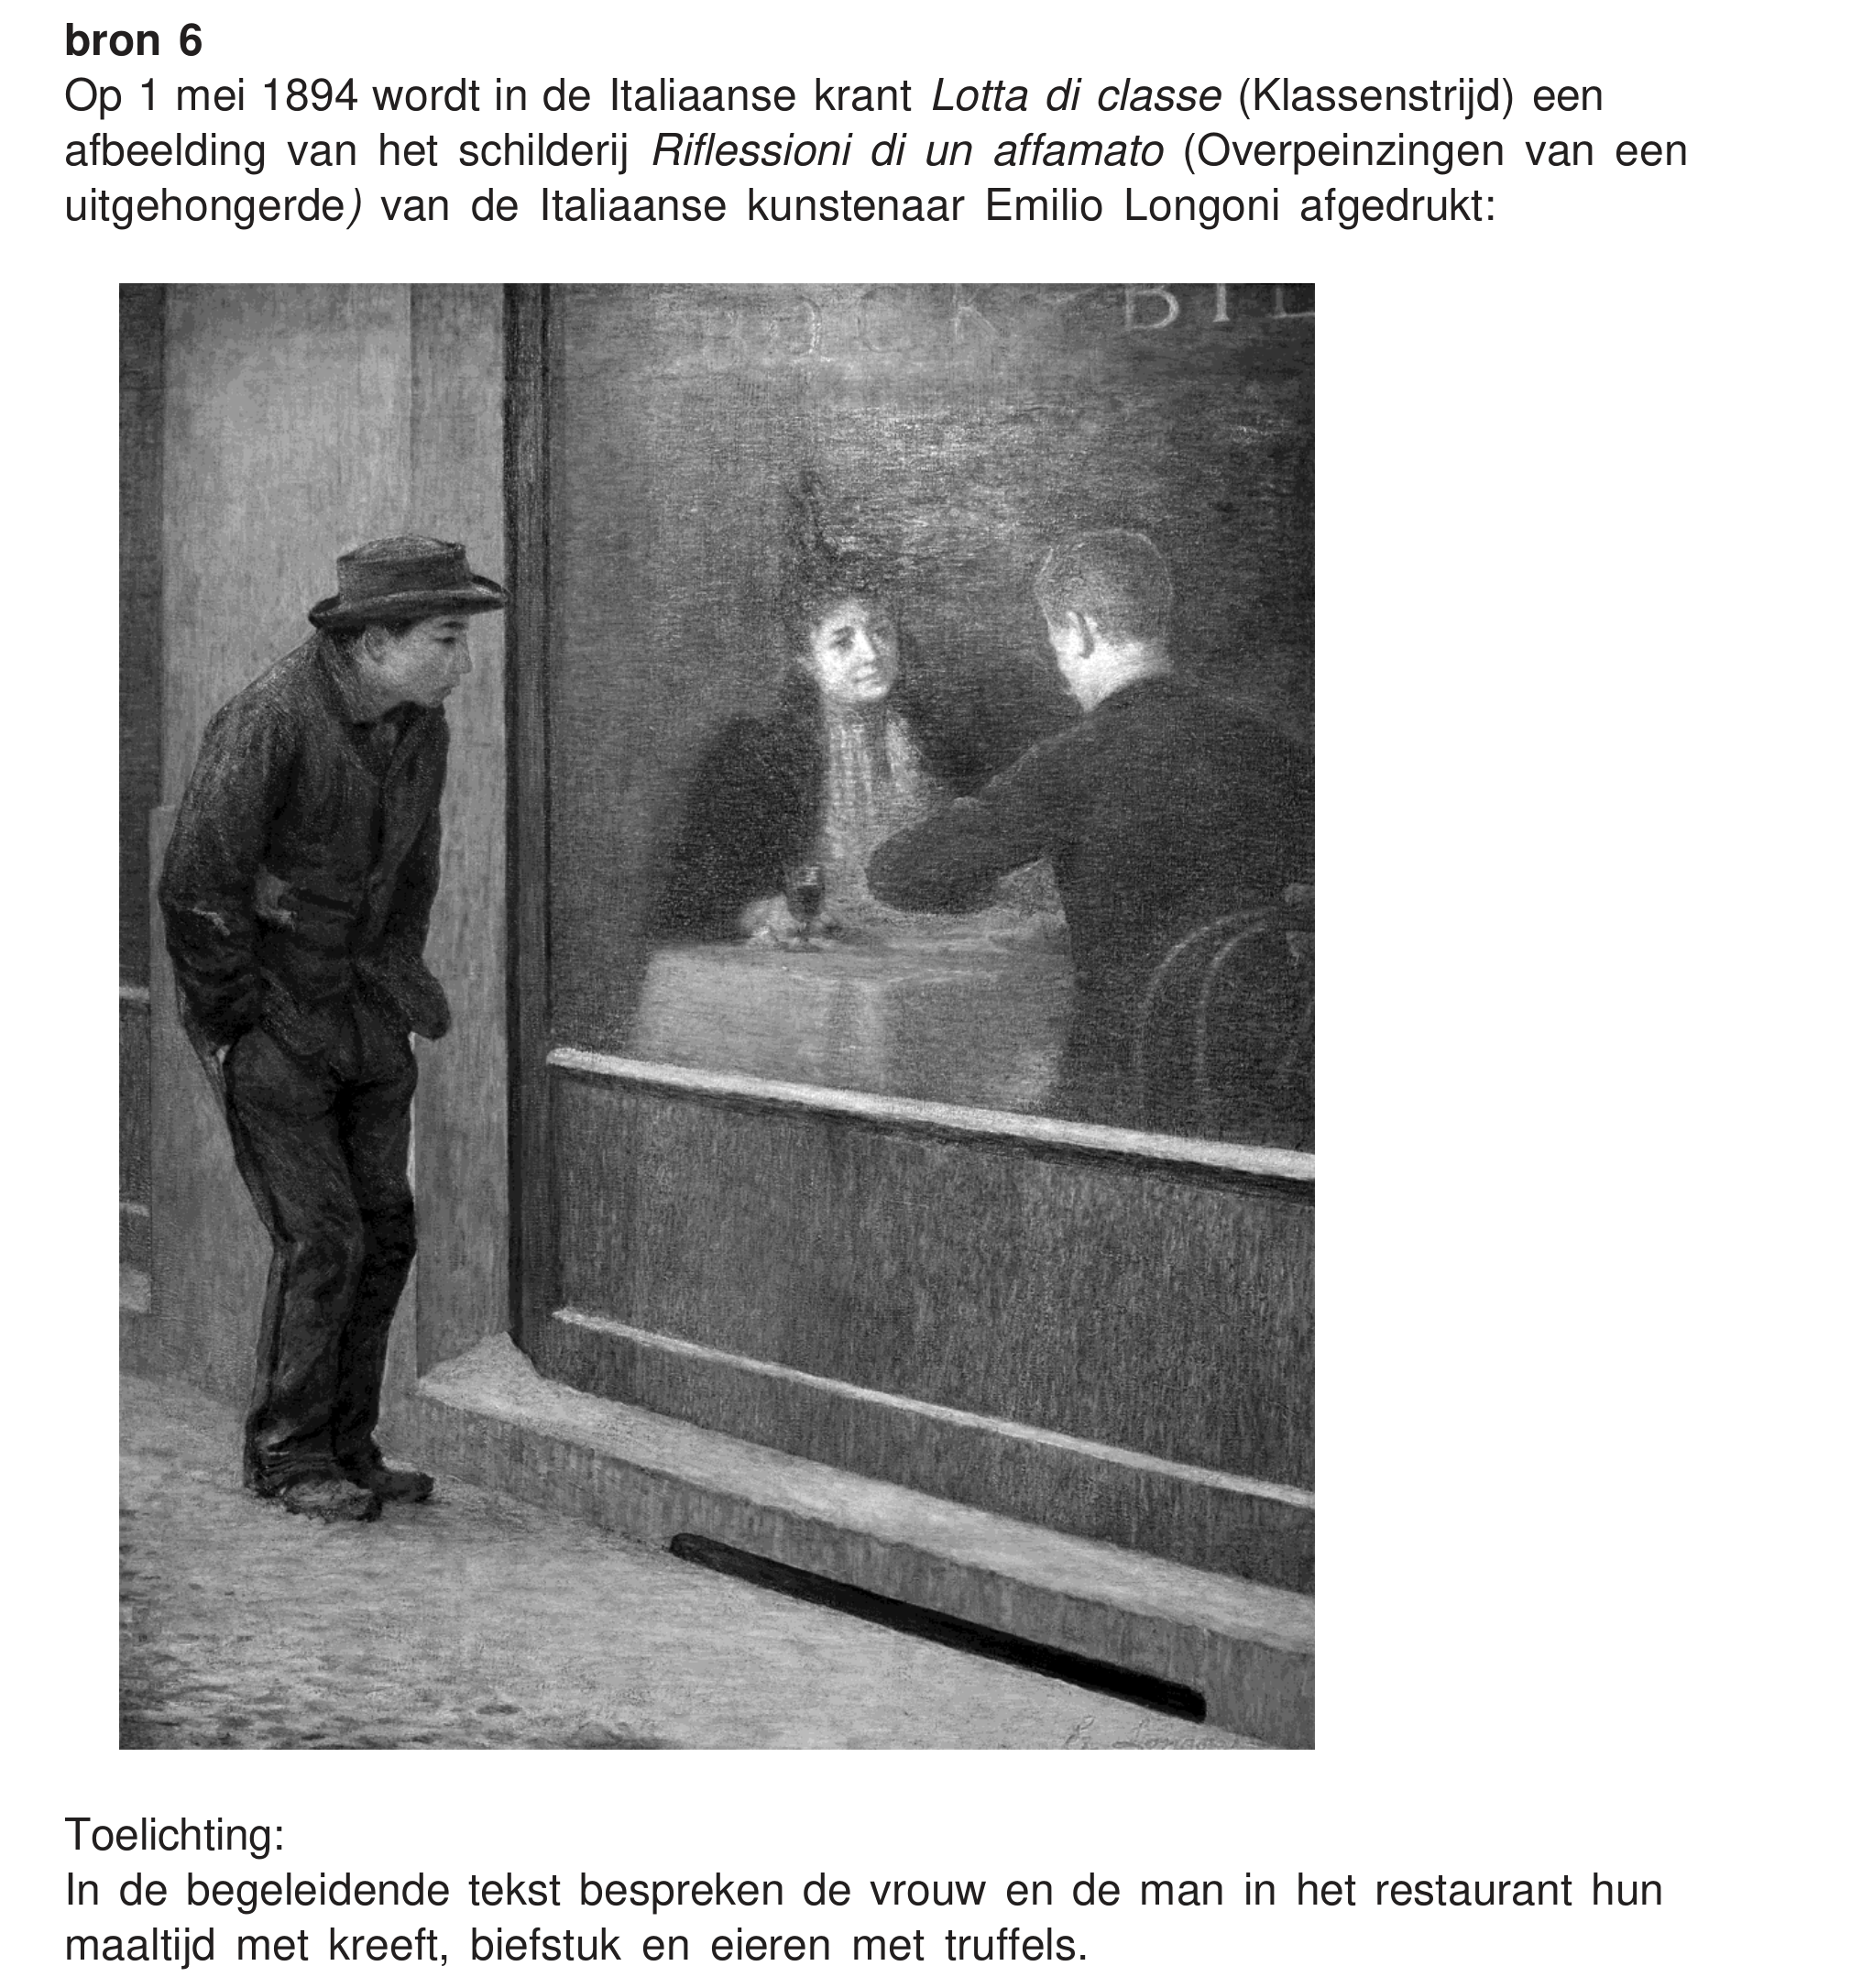 bron 6
Op 1 mei 1894 wordt in de Italiaanse krant Lotta di classe (Klassenstrijd) een
afbeelding van het schilderij Riflessioni di un affamato (Overpeinzingen van een
uitgehongerde) van de Italiaanse kunstenaar Emilio Longoni afgedrukt:
BIL
Toelichting:
In de begeleidende tekst bespreken de vrouw en de man in het restaurant hun
maaltijd met kreeft, biefstuk en eieren met truffels.